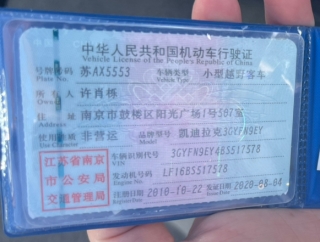 中华人民共和国机动车行驶证
Vehicle License of the People's Republic of China
号牌号码 苏AX5553 车辆类型 小型越野客车
Plate No. Vehicle Type
所有人 许肖栎
Owner
住址 南京市鼓楼区阳光广场1号507室
Address
使用性质 非营运 品牌型号 凯迪拉克3GYFN9EY
Use Character Model
江苏省南京
市公安局
交通管理局
车辆识别代号 3GYFN9EY4BS517578
VIN
发动机号码 LF1
Engine No.
注册日期 2010-10-22 发证日期 2020-08-04
Register Date Issue Date